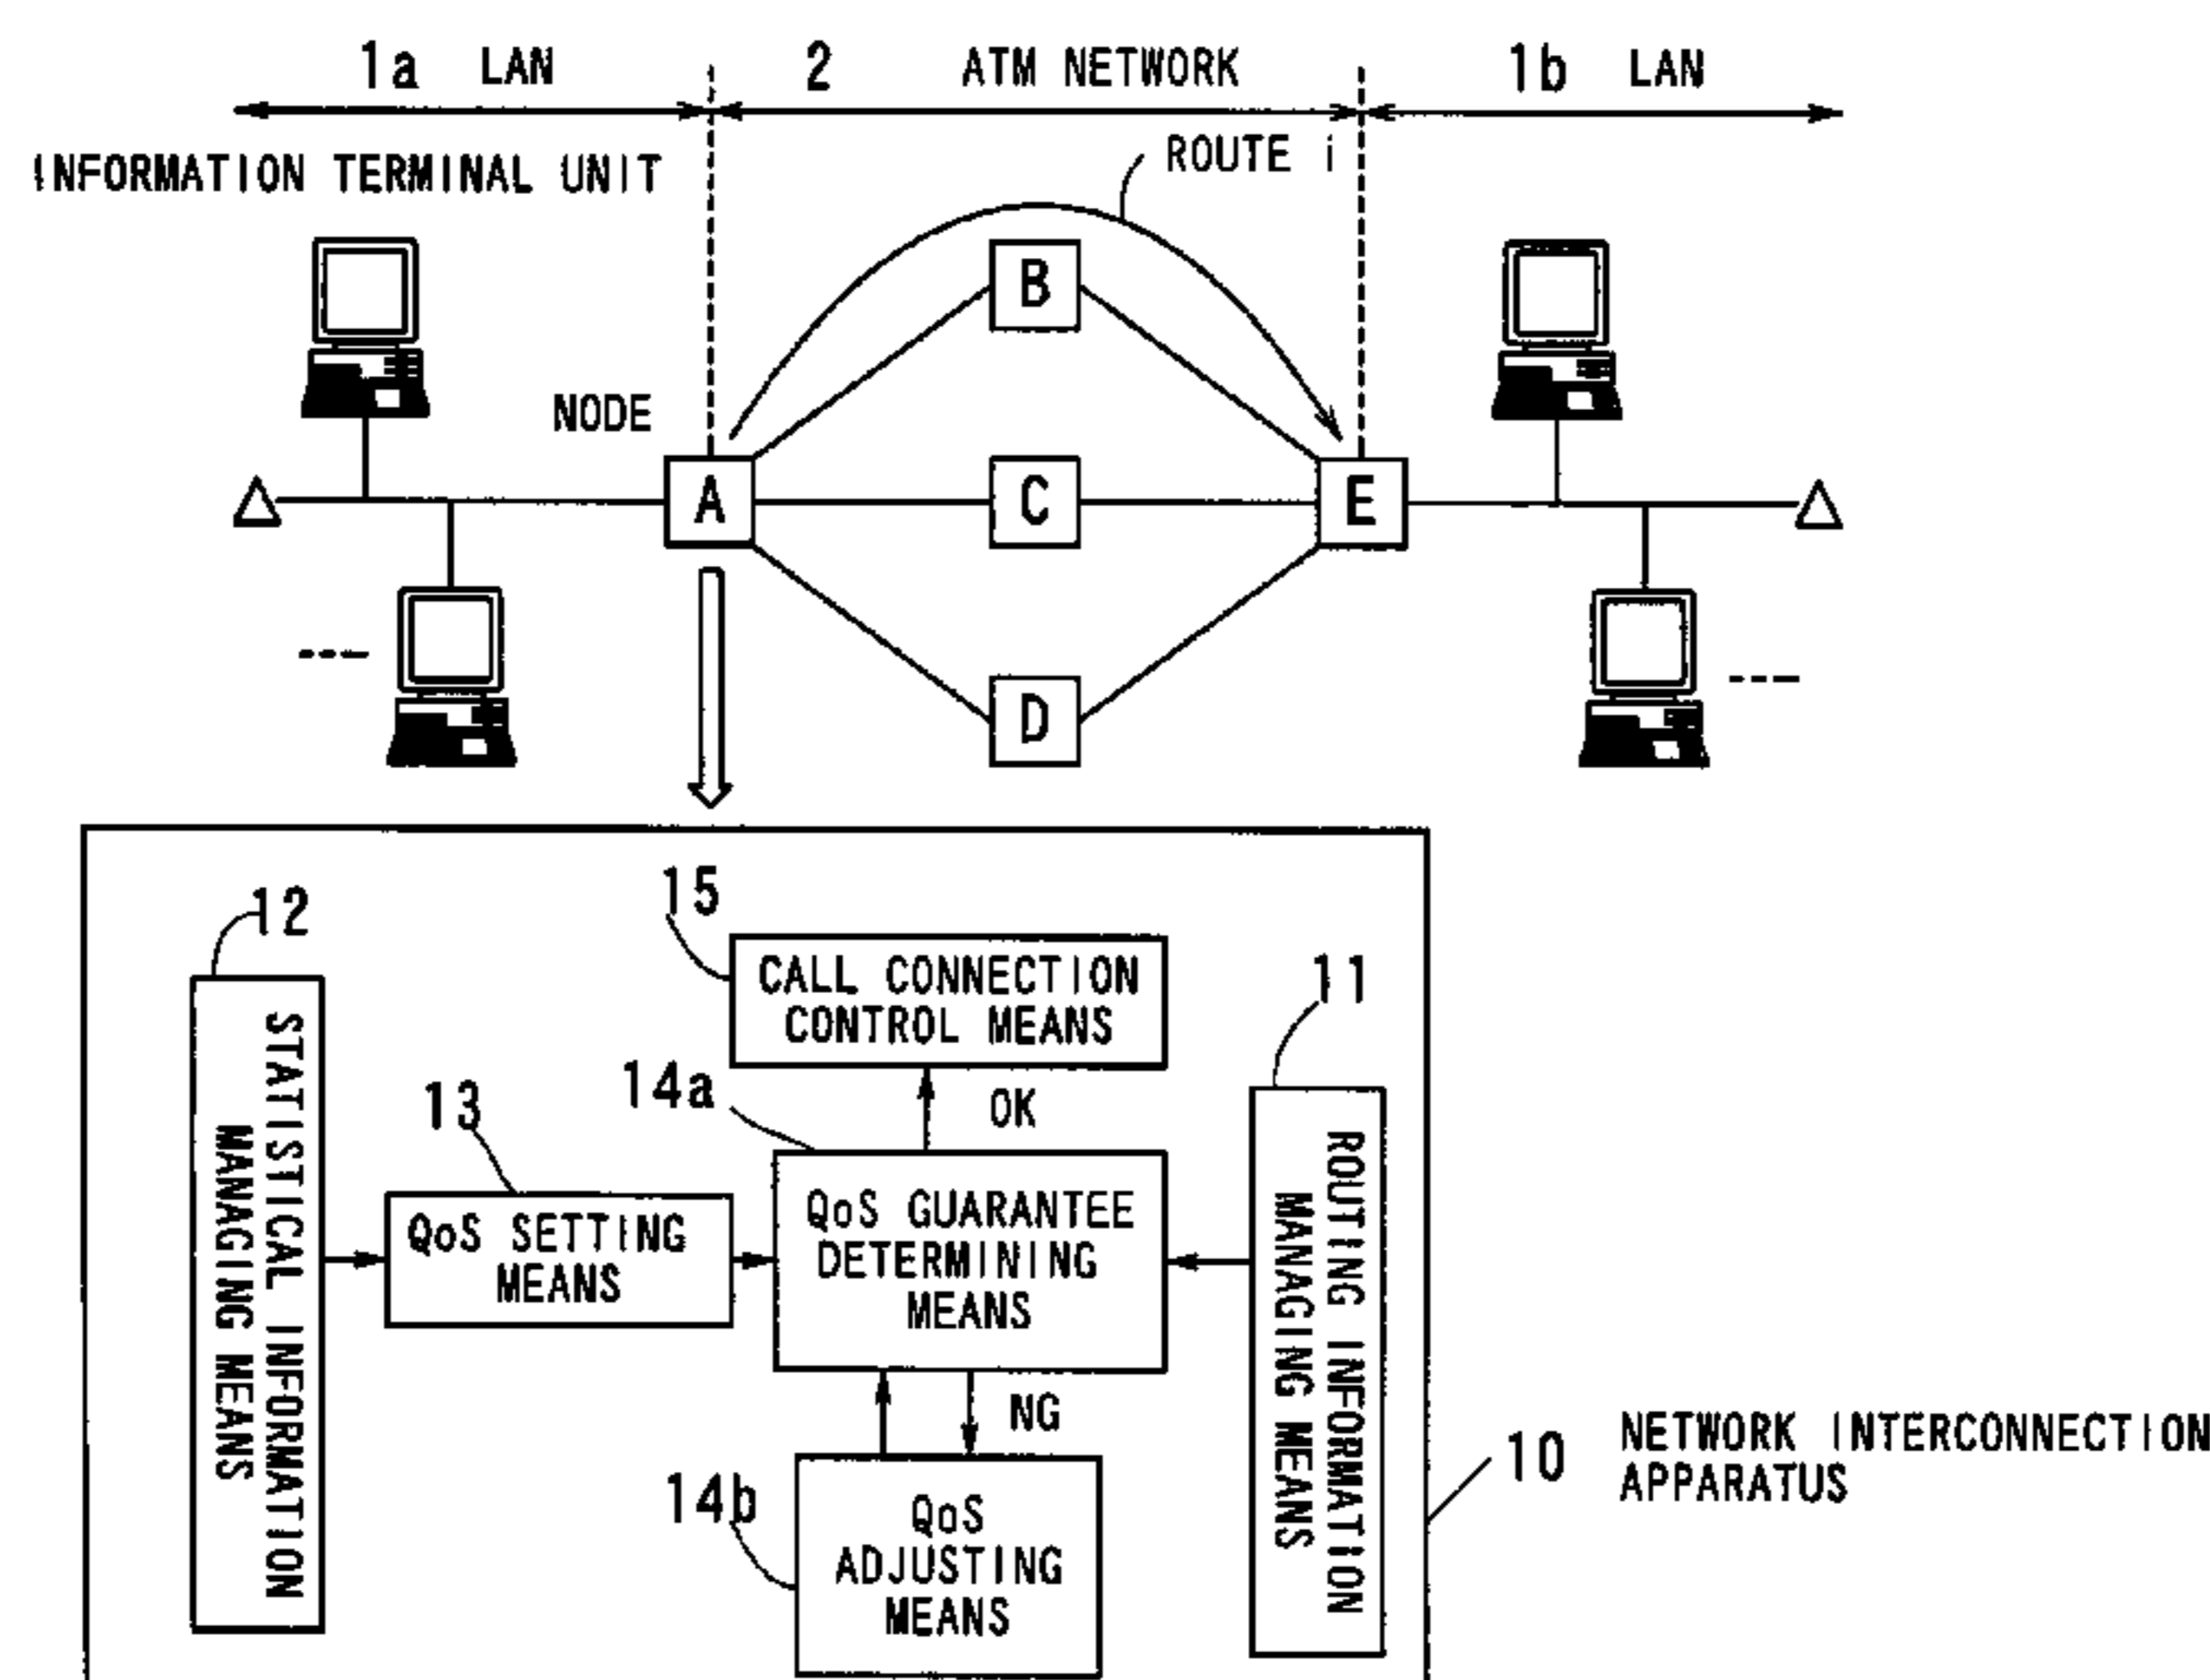 1a LAN
2 ATM NETWORK
1b LAN
ROUTE i
INFORMATION TERMINAL UNIT
B
NODE
A
C
E
D
15
12
CALL CONNECTION
CONTROL MEANS
11
14a
OK
13
STATISTICAL INFORMATION
MANAGING MEANS
QoS SETTING
MEANS
QoS GUARANTEE
DETERMINING
MEANS
ROUTING INFORMATION
MANAGING MEANS
NG
14b
QoS
ADJUSTING
MEANS
10 NETWORK INTERCONNECTION
APPARATUS